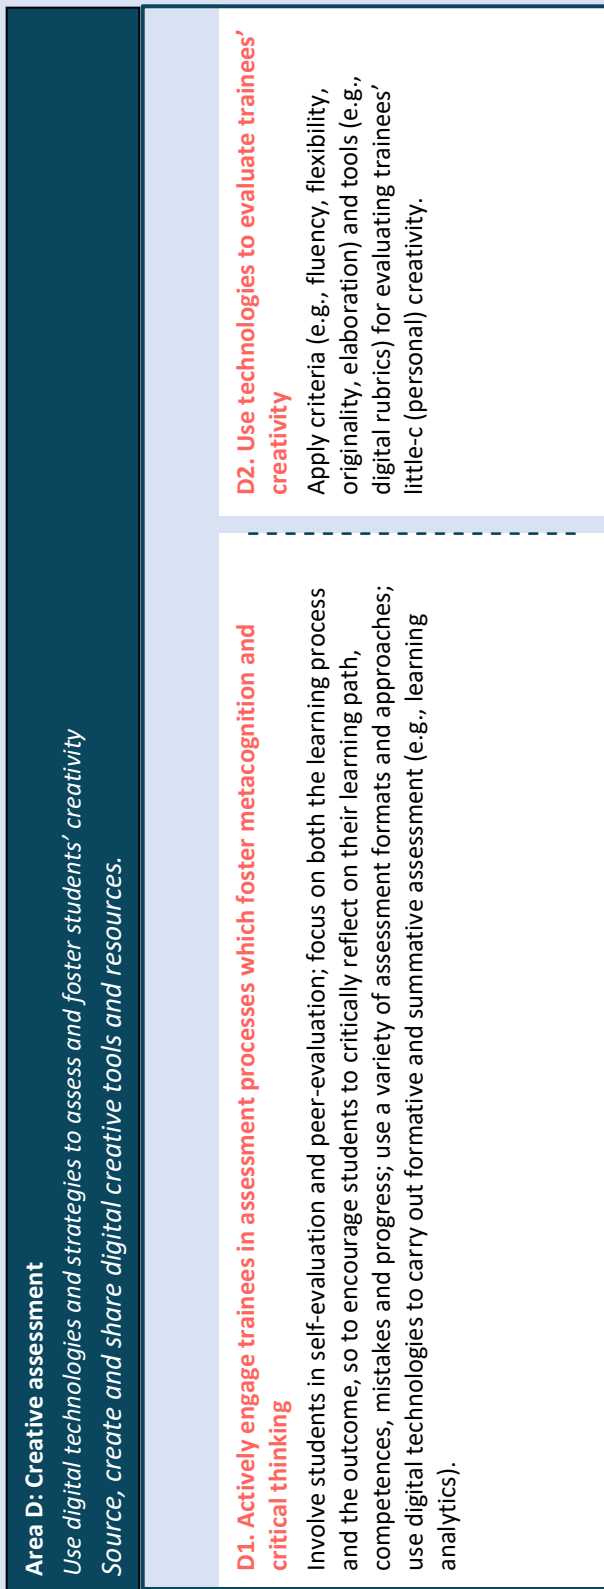 Area D: Creative assessment
Use digital technologies and strategies to assess and foster students’ creativity
Source, create and share digital creative tools and resources.
D1. Actively engage trainees in assessment processes which foster metacognition and
critical thinking
Involve students in self-evaluation and peer-evaluation; focus on both the learning process
and the outcome, so to encourage students to critically reflect on their learning path,
competences, mistakes and progress; use a variety of assessment formats and approaches;
use digital technologies to carry out formative and summative assessment (e.g., learning
analytics).
D2. Use technologies to evaluate trainees’
creativity
Apply criteria (e.g., fluency, flexibility,
originality, elaboration) and tools (e.g.,
digital rubrics) for evaluating trainees’
little-c (personal) creativity.